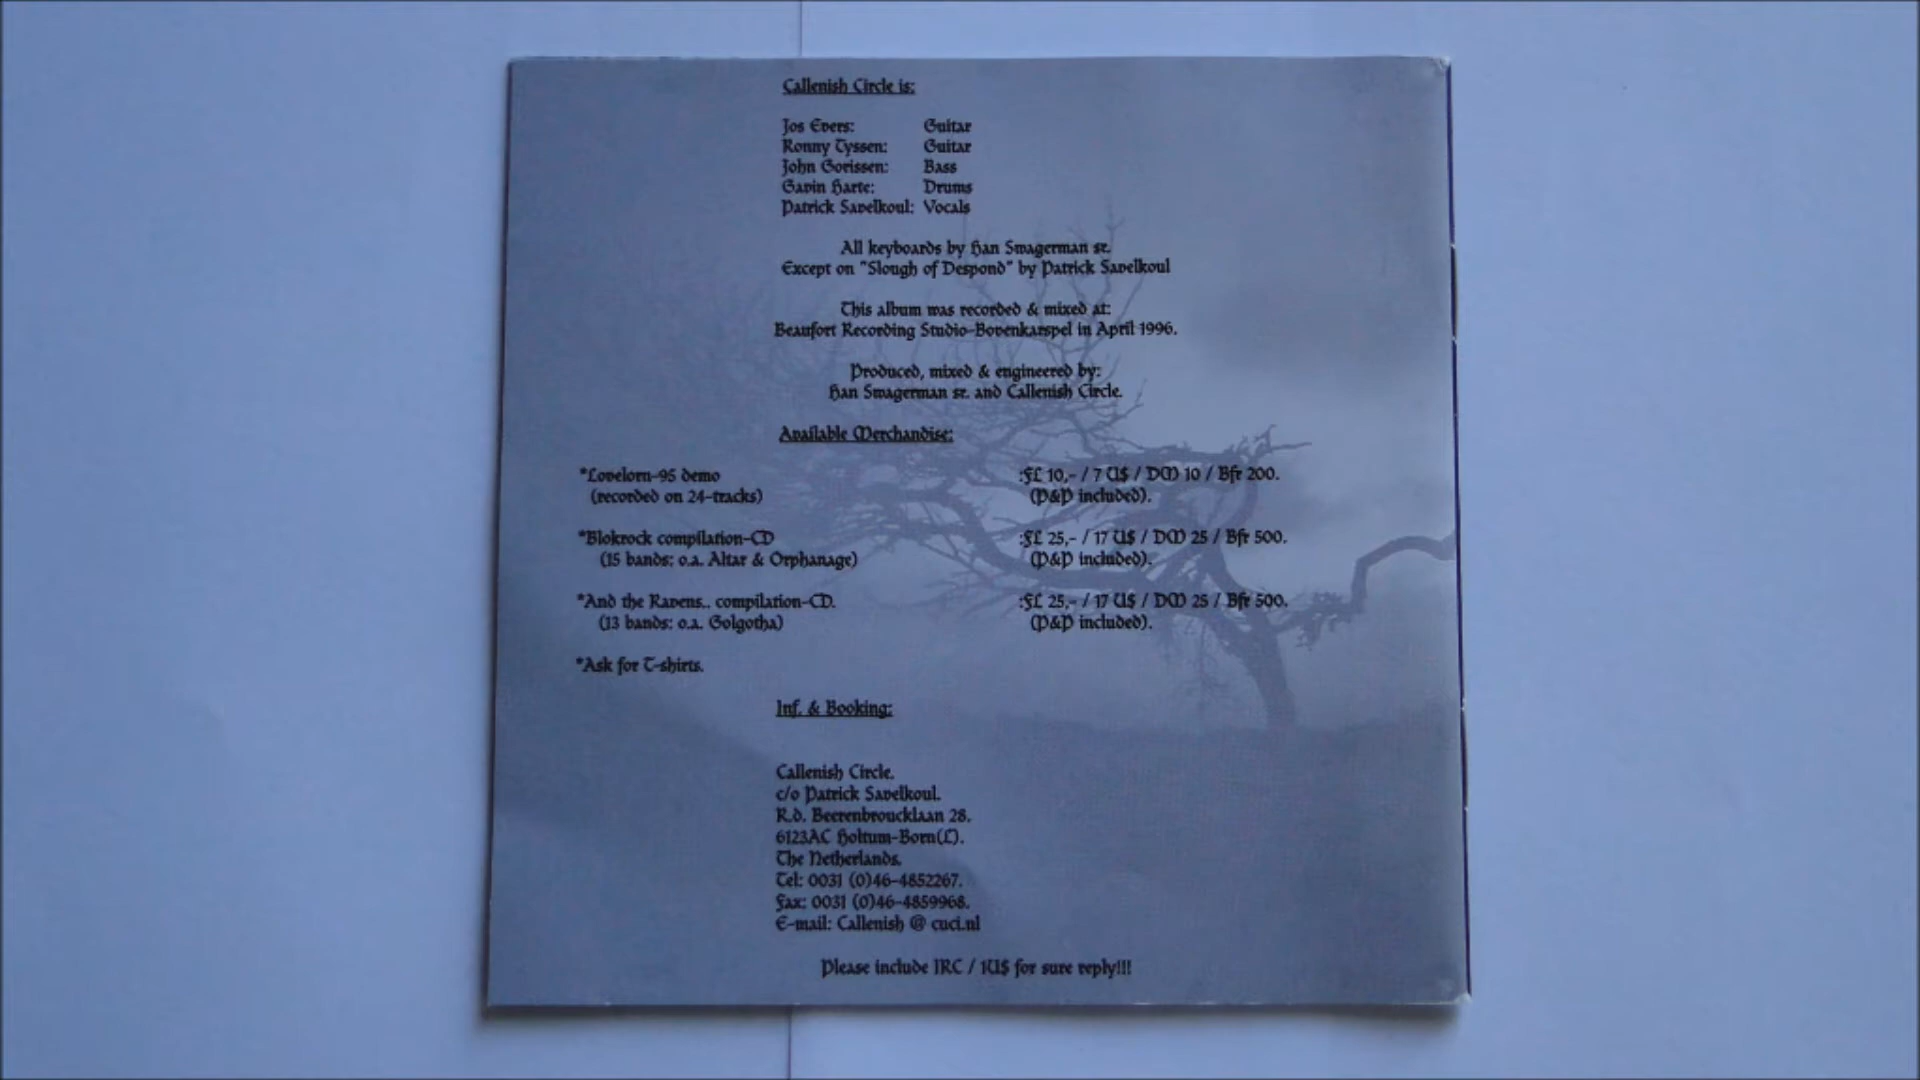 Callenish Circle is:
Jos Evers: Guitar
Ronny Tyssen: Guitar
John Gorissen: Bass
Gavin Harte: Drums
Patrick Savelkoul: Vocals
All keyboards by Han Swagerman sr.
Except on "Slough of Despond" by Patrick Savelkoul
This album was recorded & mixed at:
Beaufort Recording Studio-Bovenkarspel in April 1996.
Produced, mixed & engineered by:
Han Swagerman sr. and Callenish Circle.
Available Merchandise:
*Lovelorn-95 demo :FL 10,- / 7 U$ / DM 10 / Bfr 200.
(recorded on 24-tracks) (P&P included).
*Blokrock compilation-CD :FL 25,- / 17 U$ / DM 25 / Bfr 500.
(15 bands; o.a. Altar & Orphanage) (P&P included).
*And the Ravens.. compilation-CD. :FL 25,- / 17 U$ / DM 25 / Bfr 500.
(13 bands: o.a. Golgotha) (P&P included).
*Ask for T-shirts.
Inf. & Booking:
Callenish Circle.
c/o Patrick Savelkoul.
R.d. Beerenbroucklaan 28.
6123AC Holtum-Born(L).
The Netherlands.
Tel: 0031 (0)46-4852267.
Fax: 0031 (0)46-4859968.
E-mail: Callenish @ cuci.nl
Please include IRC / 1U$ for sure reply!!!